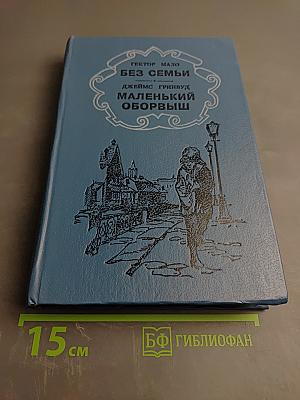 ГЕКТОР МАЛО
БЕЗ СЕМЬИ
ДЖЕЙМС ГРИНВУД
МАЛЕНЬКИЙ
ОБОРВЫШ
15 см
БФ ГИБЛИОФАН